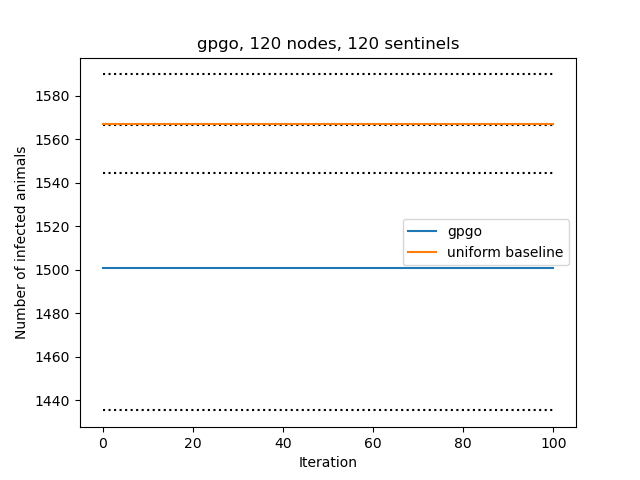 gpgo, 120 nodes, 120 sentinels
Number of infected animals
1580
1560
1540
1520
1500
1480
1460
1440
gpgo
uniform baseline
0
20
40
60
80
100
Iteration